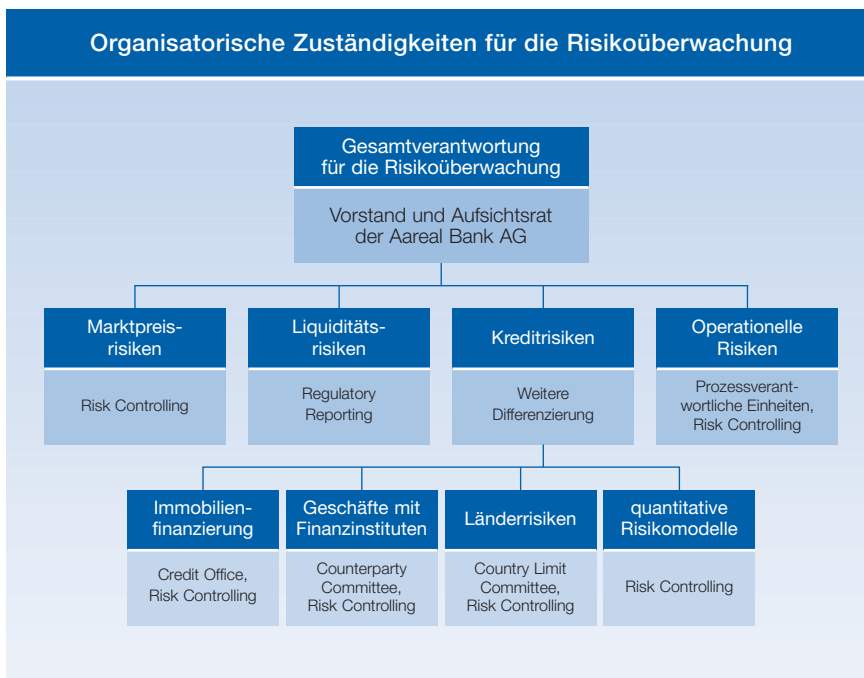 Organisatorische Zuständigkeiten für die Risikoüberwachung
Gesamtverantwortung
für die Risikoüberwachung
Vorstand und Aufsichtsrat
der Aareal Bank AG
Marktpreis-
risiken
Risk Controlling
Liquiditäts-
risiken
Regulatory
Reporting
Kreditrisiken
Weitere
Differenzierung
Operationelle
Risiken
Prozessverant-
wortliche Einheiten,
Risk Controlling
Immobilien-
finanzierung
Credit Office,
Risk Controlling
Geschäfte mit
Finanzinstituten
Counterparty
Committee,
Risk Controlling
Länderrisiken
Country Limit
Committee,
Risk Controlling
quantitative
Risikomodelle
Risk Controlling